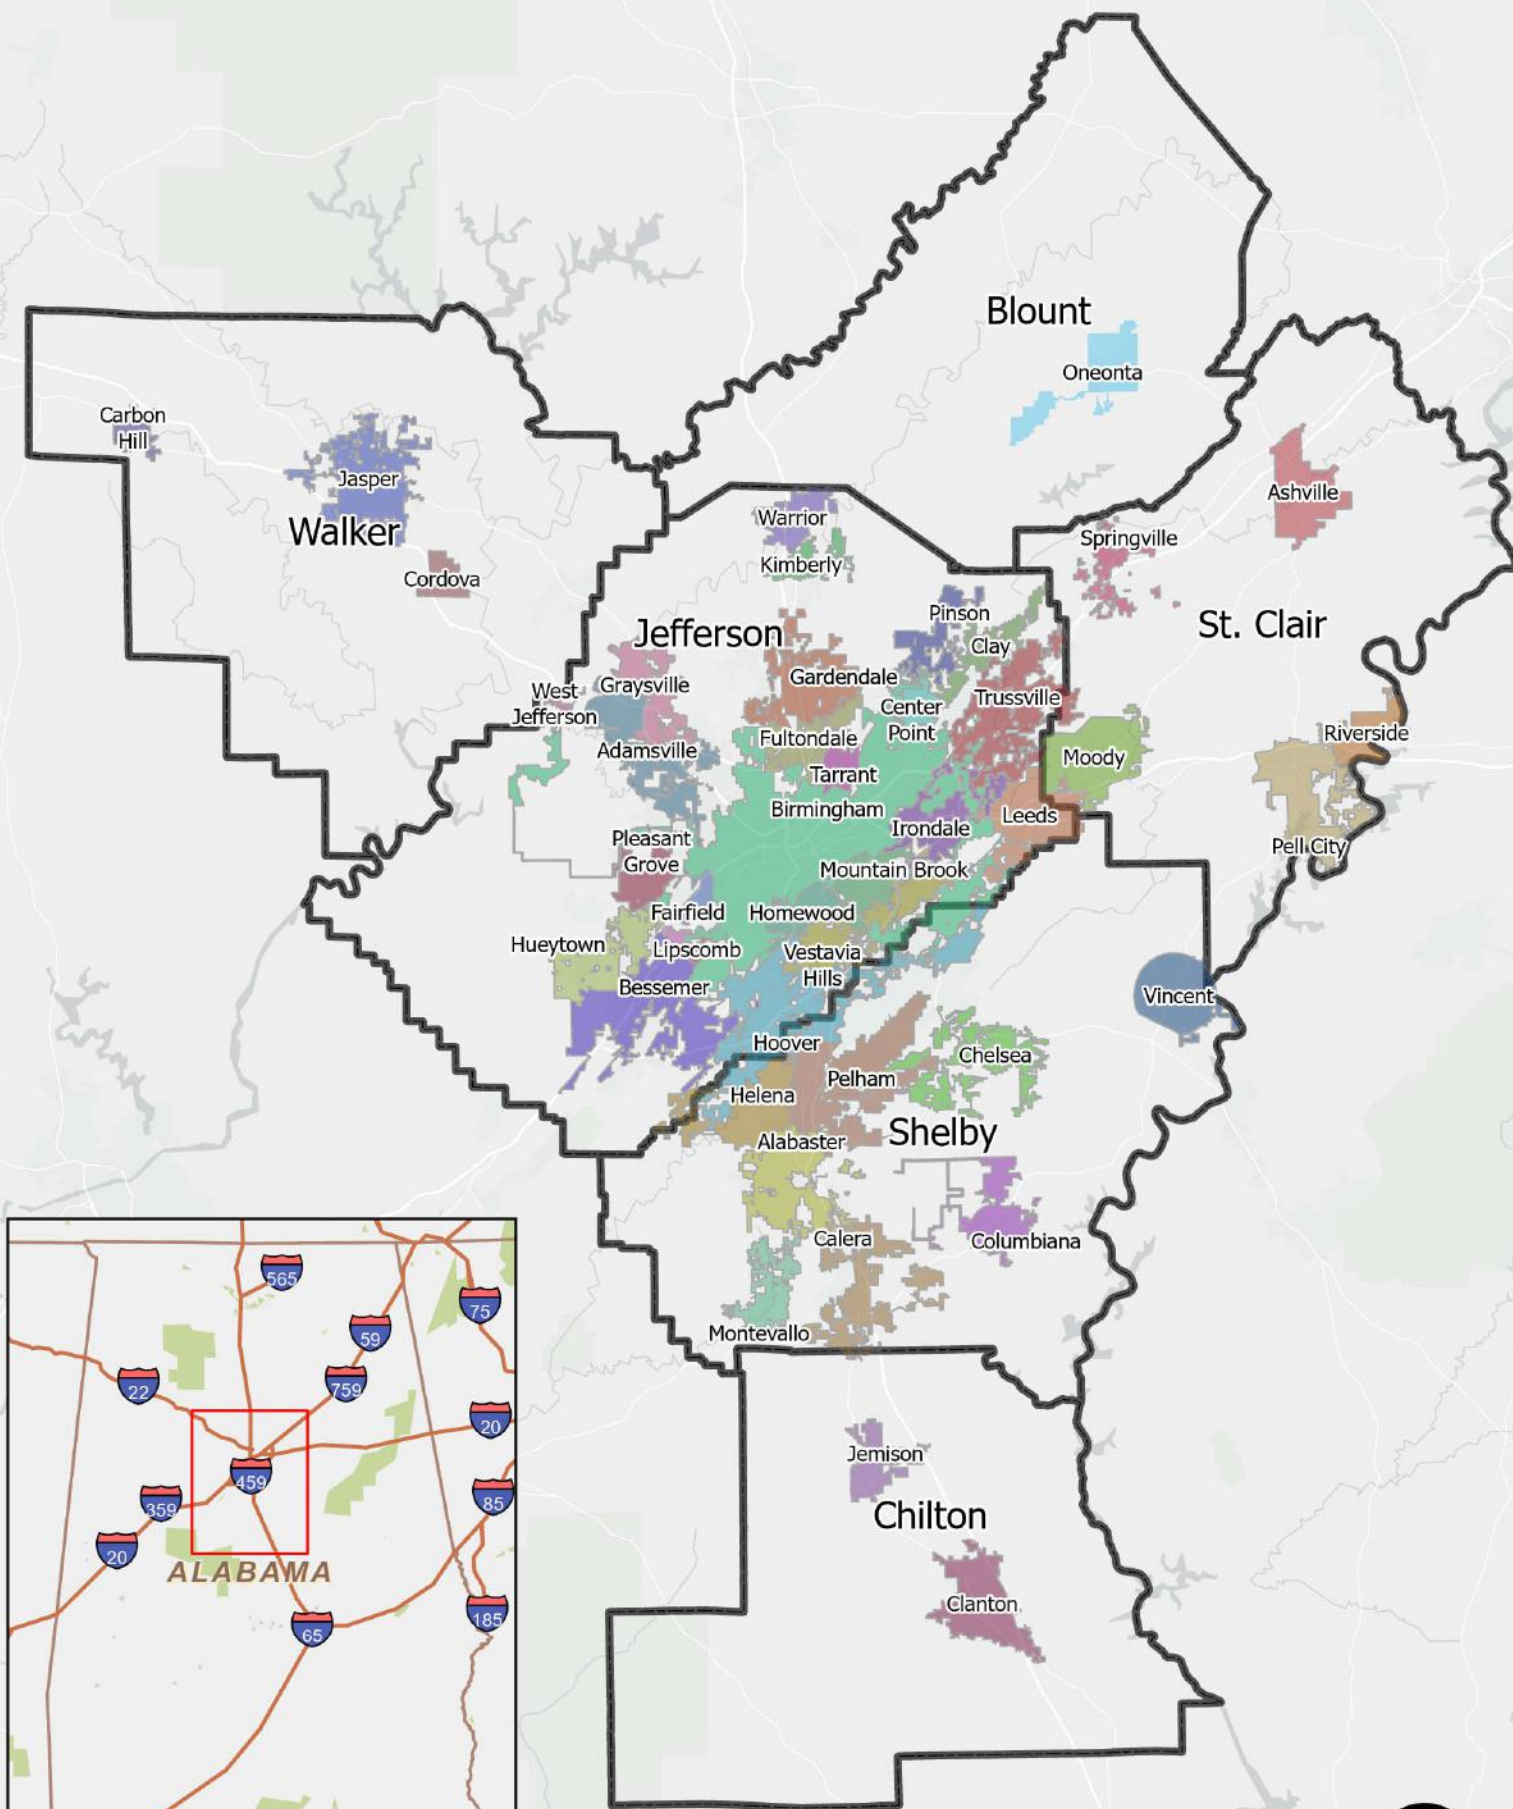 Blount
Oneonta
Carbon
Hill
Jasper
Walker
Cordova
Ashville
Springville
St. Clair
Warrior
Kimberly
Jefferson
Pinson
Clay
Gardendale
Graysville
West
Jefferson
Trussville
Center
Point
Fultondale
Adamsville
Tarrant
Moody
Riverside
Birmingham
Irondale
Leeds
Pell City
Pleasant
Grove
Mountain Brook
Fairfield
Homewood
Hueytown
Lipscomb
Vestavia
Hills
Bessemer
Vincent
Hoover
Chelsea
Pelham
Helena
Shelby
Alabaster
Calera
Columbiana
Montevallo
Jemison
Chilton
Clanton
565
75
59
22
759
20
459
359
85
20
ALABAMA
65
185